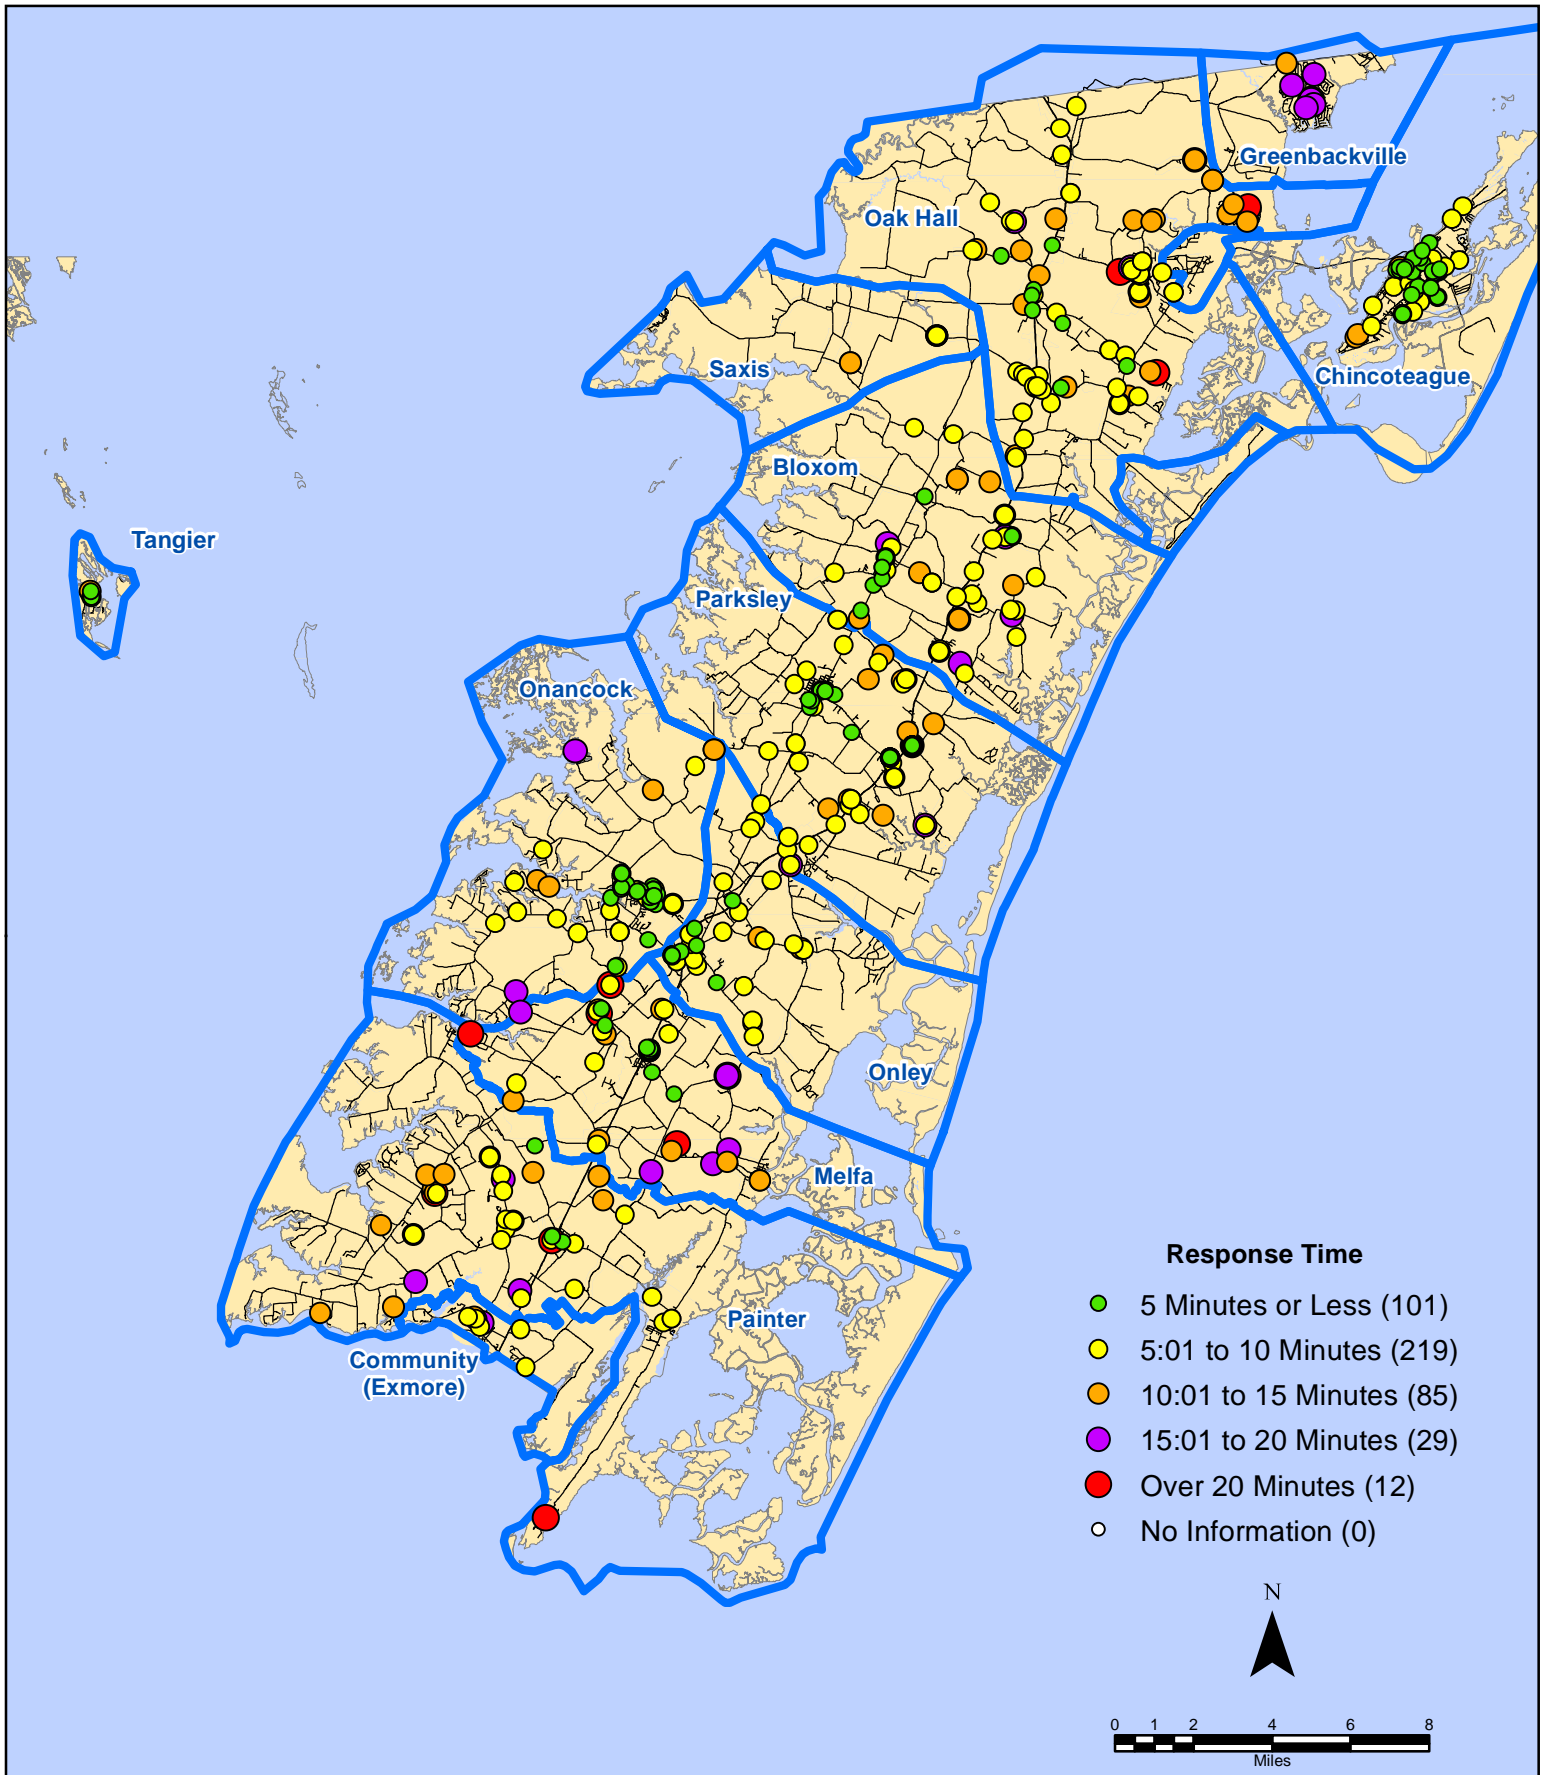 Greenbackville
Oak Hall
Saxis
Chincoteague
Bloxom
Tangier
Parksley
Onancock
Onley
Melfa
Painter
Community
(Exmore)
Response Time
5 Minutes or Less (101)
5:01 to 10 Minutes (219)
10:01 to 15 Minutes (85)
15:01 to 20 Minutes (29)
Over 20 Minutes (12)
No Information (0)
N
0 1 2 4 6 8
Miles